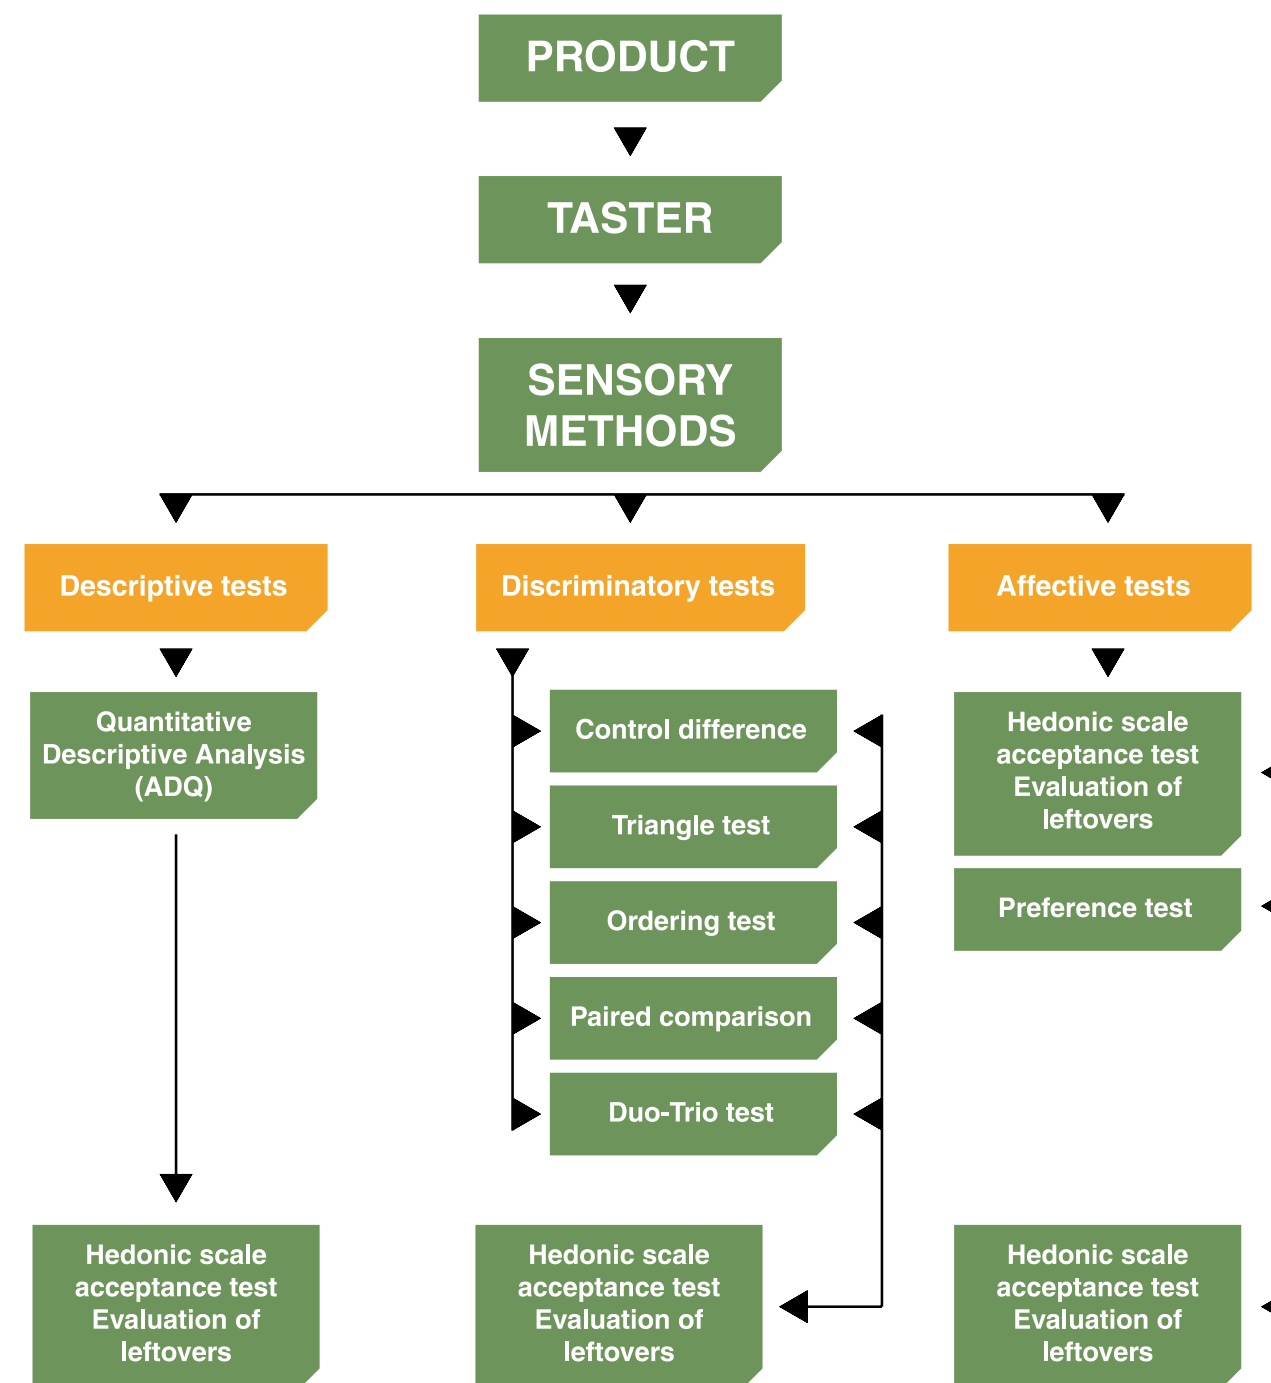 PRODUCT
TASTER
SENSORY
METHODS
Descriptive tests
Discriminatory tests
Affective tests
Quantitative
Descriptive Analysis
(ADQ)
Control difference
Triangle test
Ordering test
Paired comparison
Duo-Trio test
Hedonic scale
acceptance test
Evaluation of
leftovers
Preference test
Hedonic scale
acceptance test
Evaluation of
leftovers
Hedonic scale
acceptance test
Evaluation of
leftovers
Hedonic scale
acceptance test
Evaluation of
leftovers